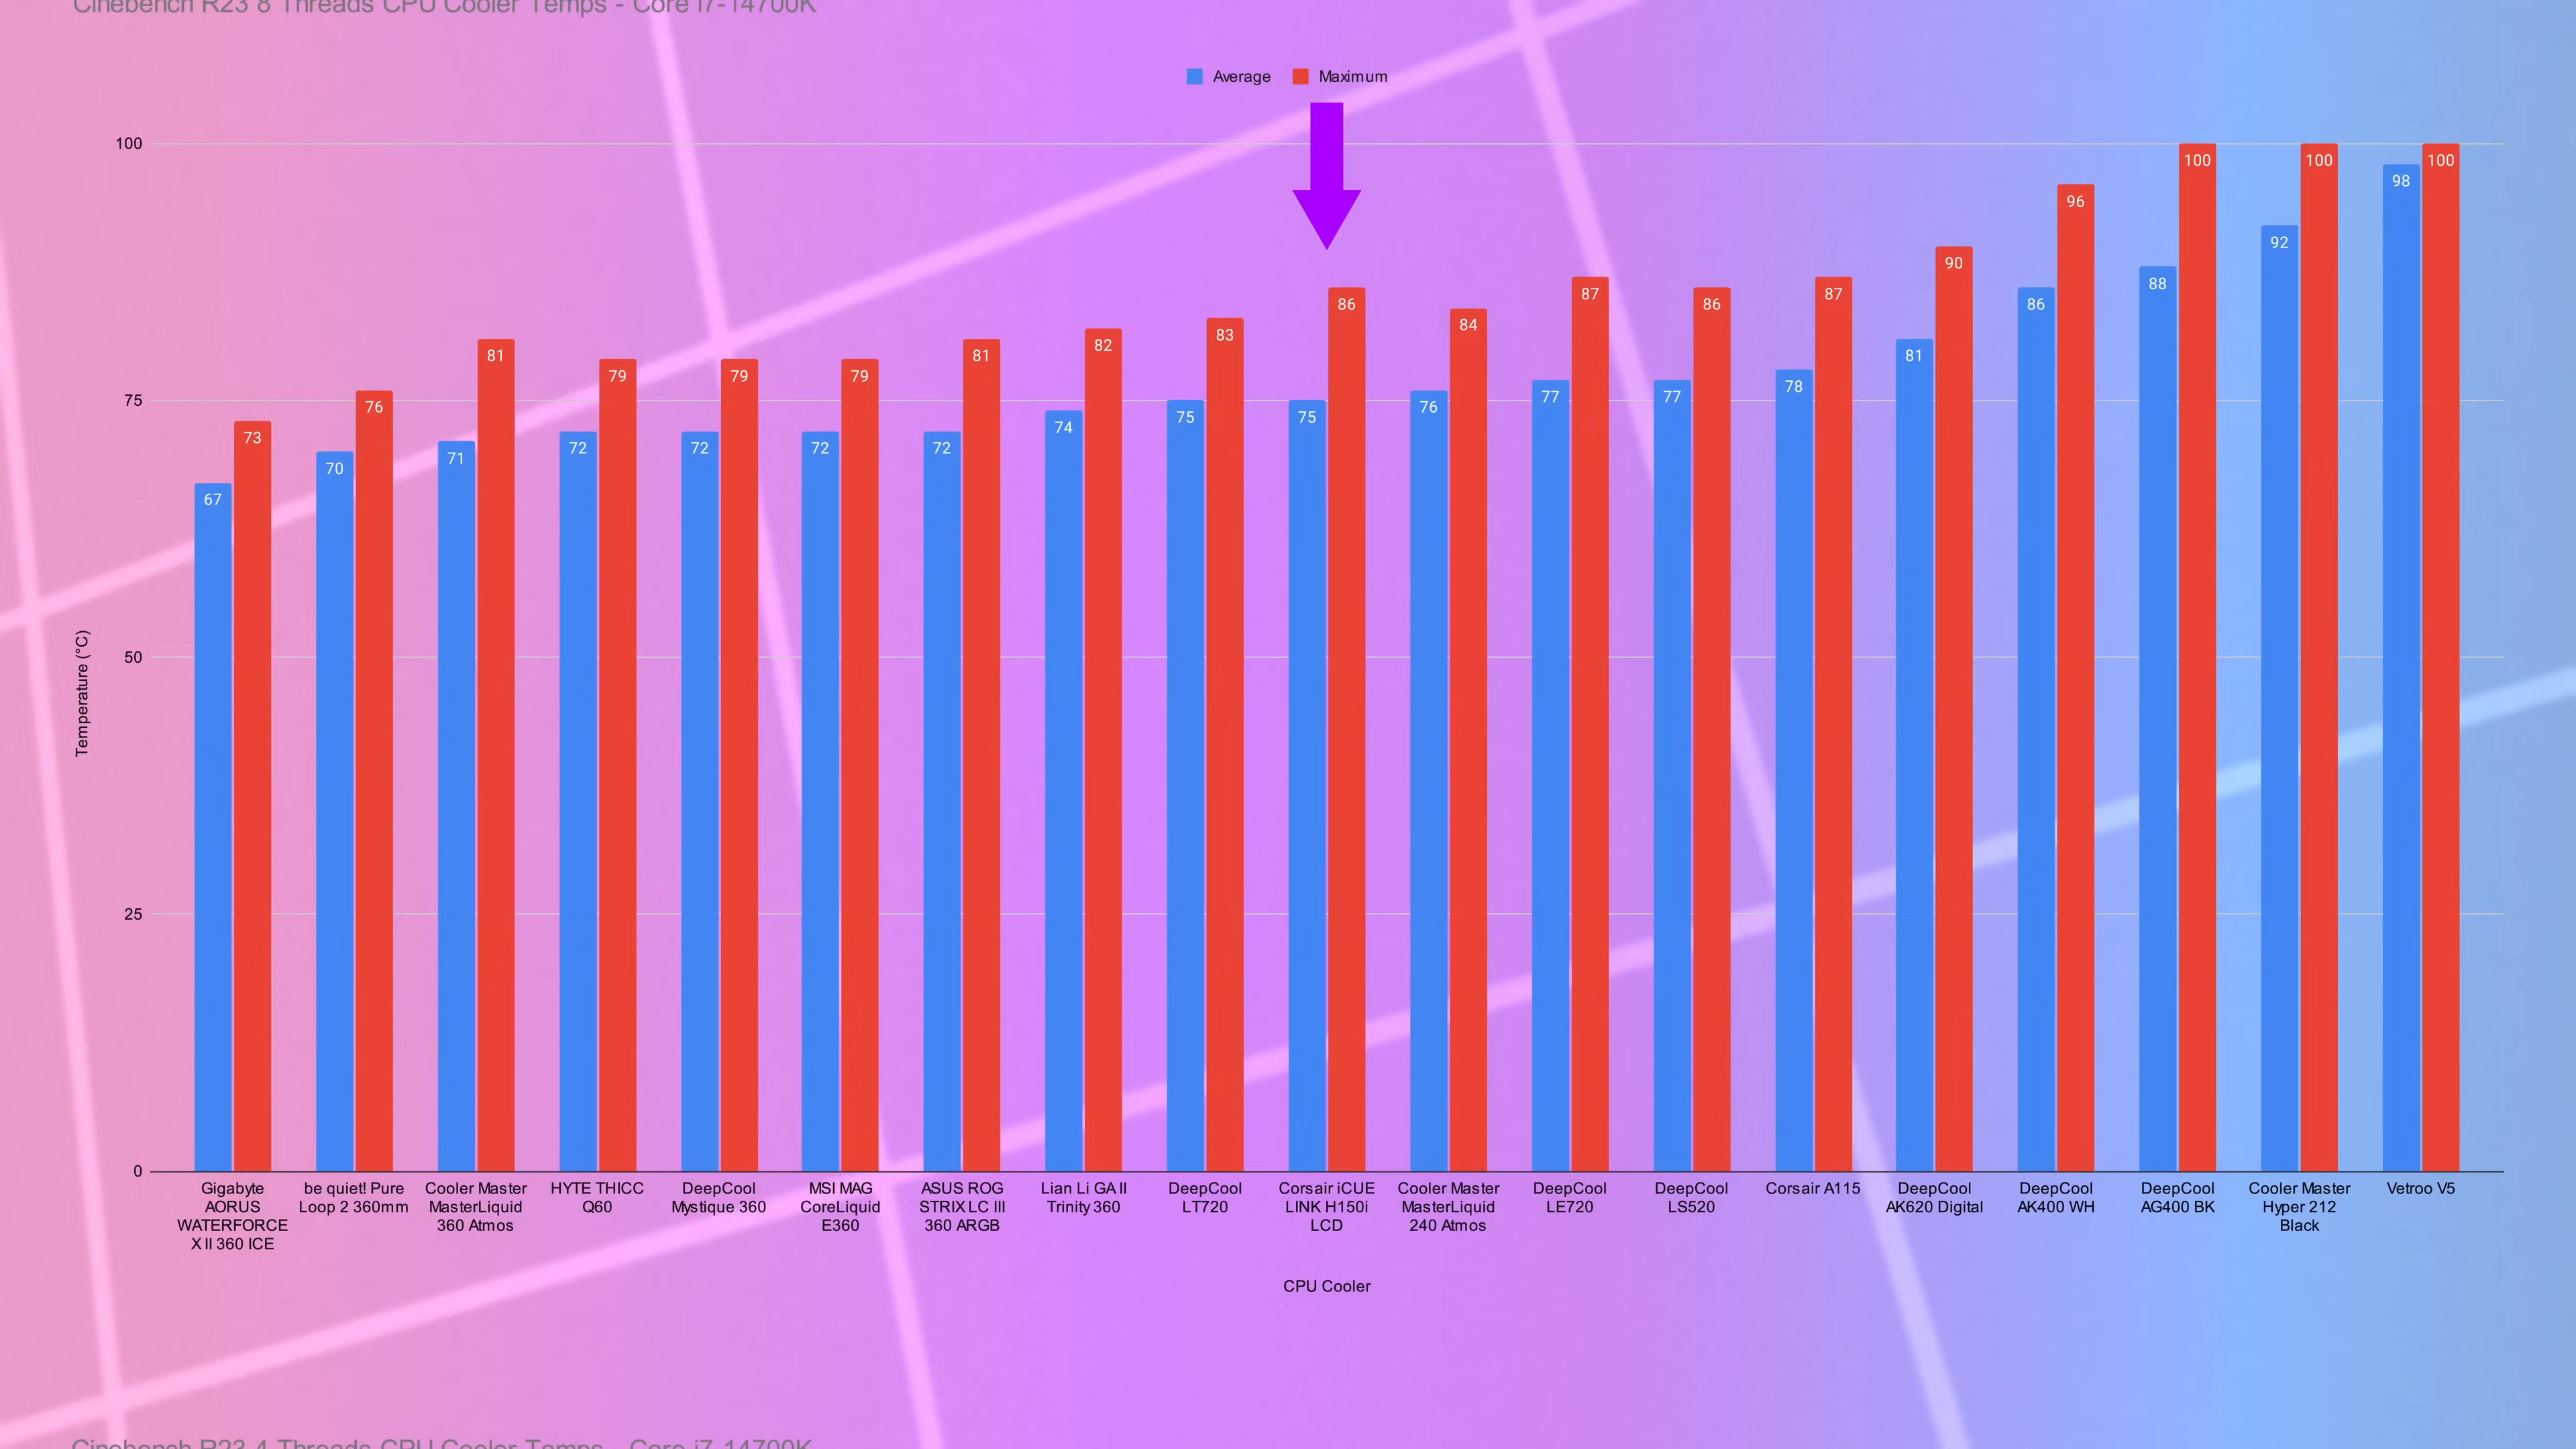 Cinebench R23 8 Threads CPU Cooler Temps - Core i7-14700K
Average Maximum
100
75
50
25
0
Temperature (°C)
67 73 70 76 71 81 72 79 72 79 72 79 72 81 74 82 75 83 75 86 76 84 77 87 77 86 78 87 81 90 86 96 88 100 92 100 98 100
Gigabyte
AORUS
WATERFORCE
X II 360 ICE
be quiet! Pure
Loop 2 360mm
Cooler Master
MasterLiquid
360 Atmos
HYTE THICC
Q60
DeepCool
Mystique 360
MSI MAG
CoreLiquid
E360
ASUS ROG
STRIX LC III
360 ARGB
Lian Li GA II
Trinity 360
DeepCool
LT720
Corsair iCUE
LINK H150i
LCD
Cooler Master
MasterLiquid
240 Atmos
DeepCool
LE720
DeepCool
LS520
Corsair A115
DeepCool
AK620 Digital
DeepCool
AK400 WH
DeepCool
AG400 BK
Cooler Master
Hyper 212
Black
Vetroo V5
CPU Cooler
Cinebench R23 4 Threads CPU Cooler Temps - Core i7-14700K